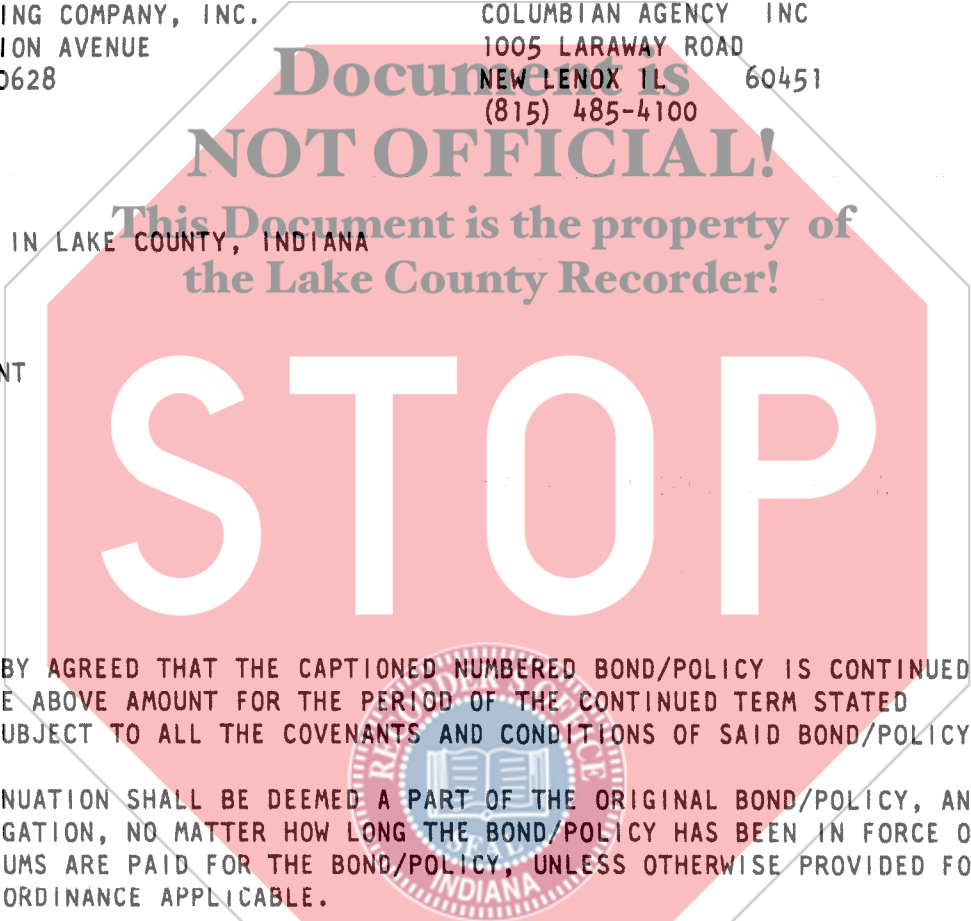 ING COMPANY, INC. COLUMBIAN AGENCY INC
ION AVENUE 1005 LARAWAY ROAD
0628 NEW LENOX IL 60451
(815) 485-4100
Document is
NOT OFFICIAL!
This Document is the property of
the Lake County Recorder!
IN LAKE COUNTY, INDIANA
NT
STOP
BY AGREED THAT THE CAPTIONED NUMBERED BOND/POLICY IS CONTINUED
E ABOVE AMOUNT FOR THE PERIOD OF THE CONTINUED TERM STATED
UBJECT TO ALL THE COVENANTS AND CONDITIONS OF SAID BOND/POLICY
NUATION SHALL BE DEEMED A PART OF THE ORIGINAL BOND/POLICY, AN
GATION, NO MATTER HOW LONG THE BOND/POLICY HAS BEEN IN FORCE O
UMS ARE PAID FOR THE BOND/POLICY, UNLESS OTHERWISE PROVIDED FO
ORDINANCE APPLICABLE.
RECORDER'S OFFICE
SEAL
INDIANA